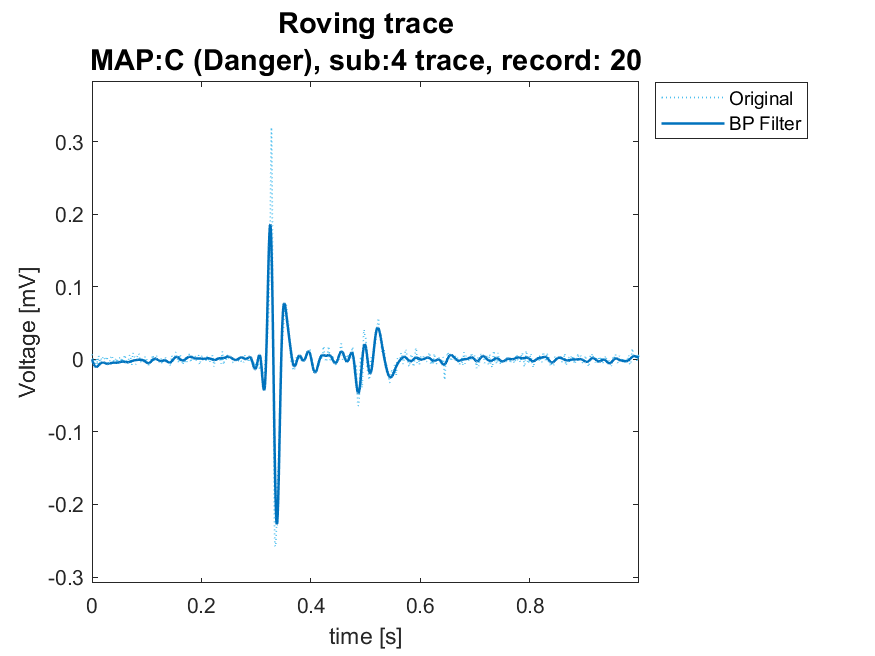 Roving trace
MAP:C (Danger), sub:4 trace, record: 20
Original
BP Filter
0.3
0.2
0.1
0
-0.1
-0.2
-0.3
Voltage [mV]
0
0.2
0.4
0.6
0.8
time [s]